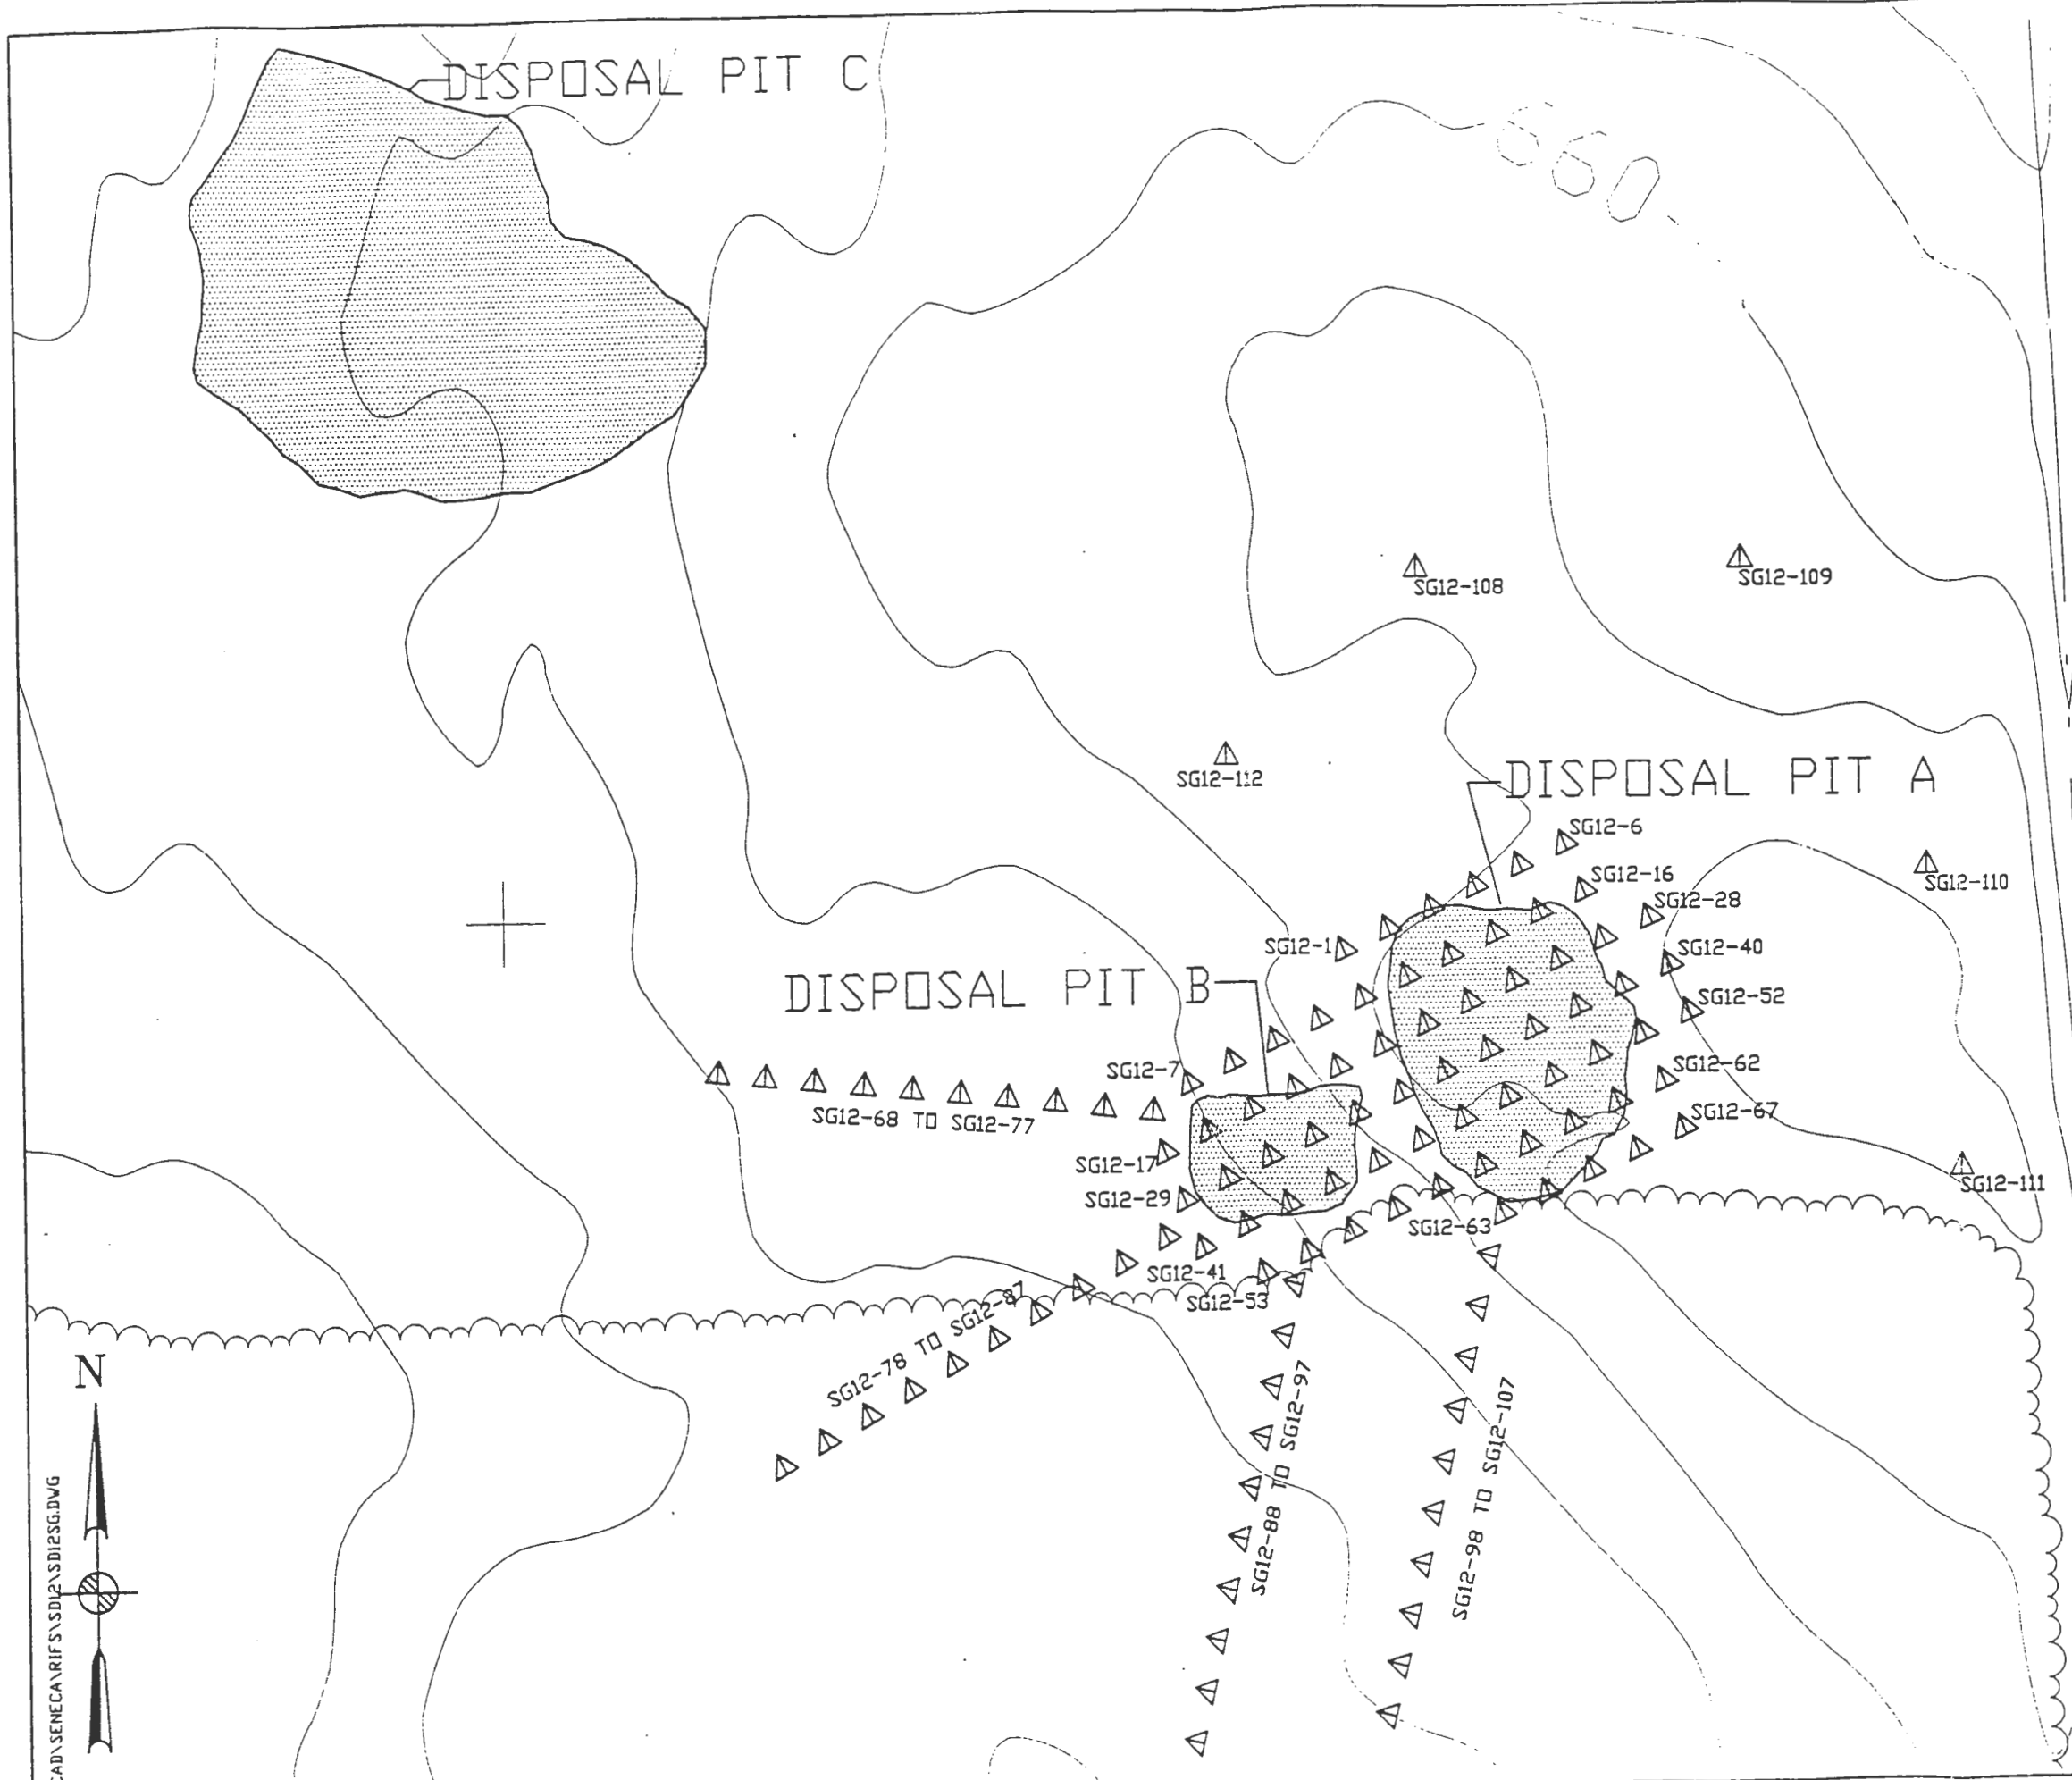 DISPOSAL PIT C
660
SG12-108
SG12-109
SG12-112
DISPOSAL PIT A
SG12-6
SG12-16
SG12-110
SG12-28
SG12-1
SG12-40
DISPOSAL PIT B
SG12-52
SG12-7
SG12-62
SG12-68 TO SG12-77
SG12-67
SG12-17
SG12-111
SG12-29
SG12-63
SG12-41
SG12-53
SG12-78 TO SG12-87
N
SG12-88 TO SG12-97
SG12-98 TO SG12-107
CAD\SENECA\RIFS\SD12\SD12SG.DWG